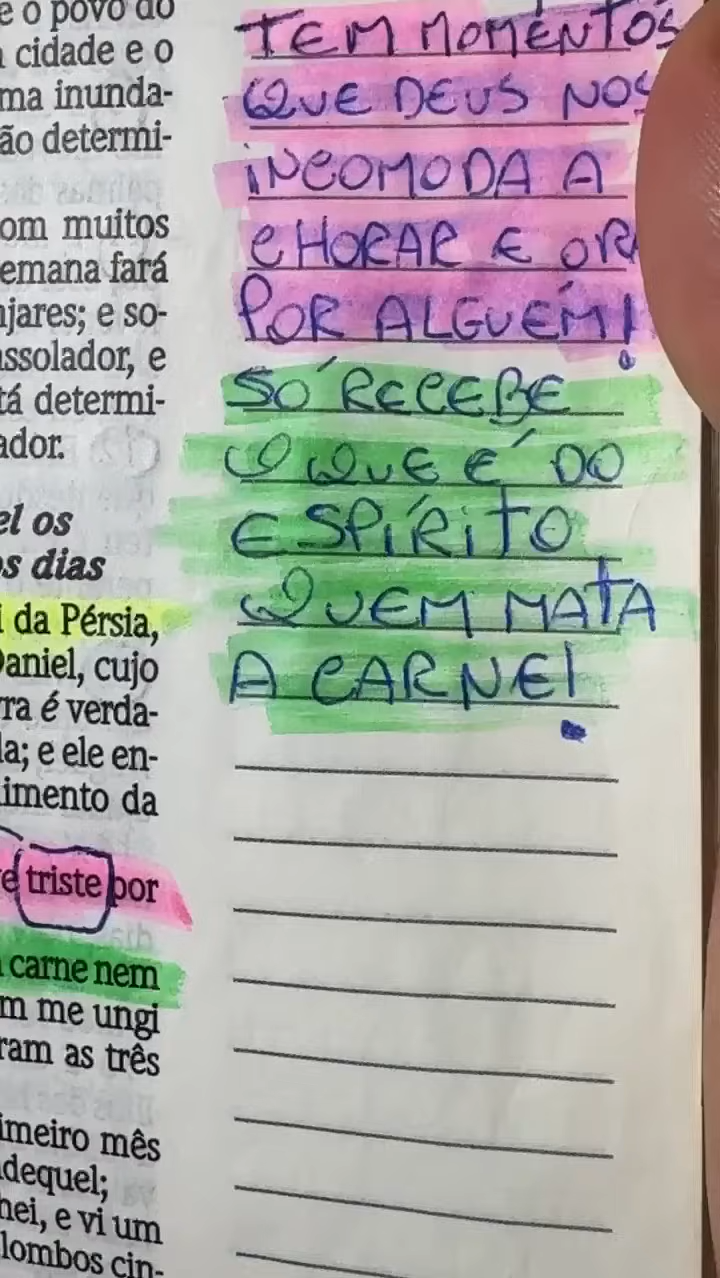 e o povo do
cidade e o
ma inunda-
ão determi-
om muitos
emana fará
jares; e so-
assolador, e
tá determi-
ador.
el os
os dias
da Pérsia,
Daniel, cujo
rra é verda-
la; e ele en-
imento da
e triste por
carne nem
m me ungi
ram as três
imeiro mês
dequel;
hei, e vi um
lombos cin-
TEM MOMENTOS
QUE DEUS NOS
INCOMODA A
CHORAR E OR
POR ALGUÉM!
SÓ RECEBE
O QUE É DO
ESPÍRITO
QUEM MATA
A CARNE!